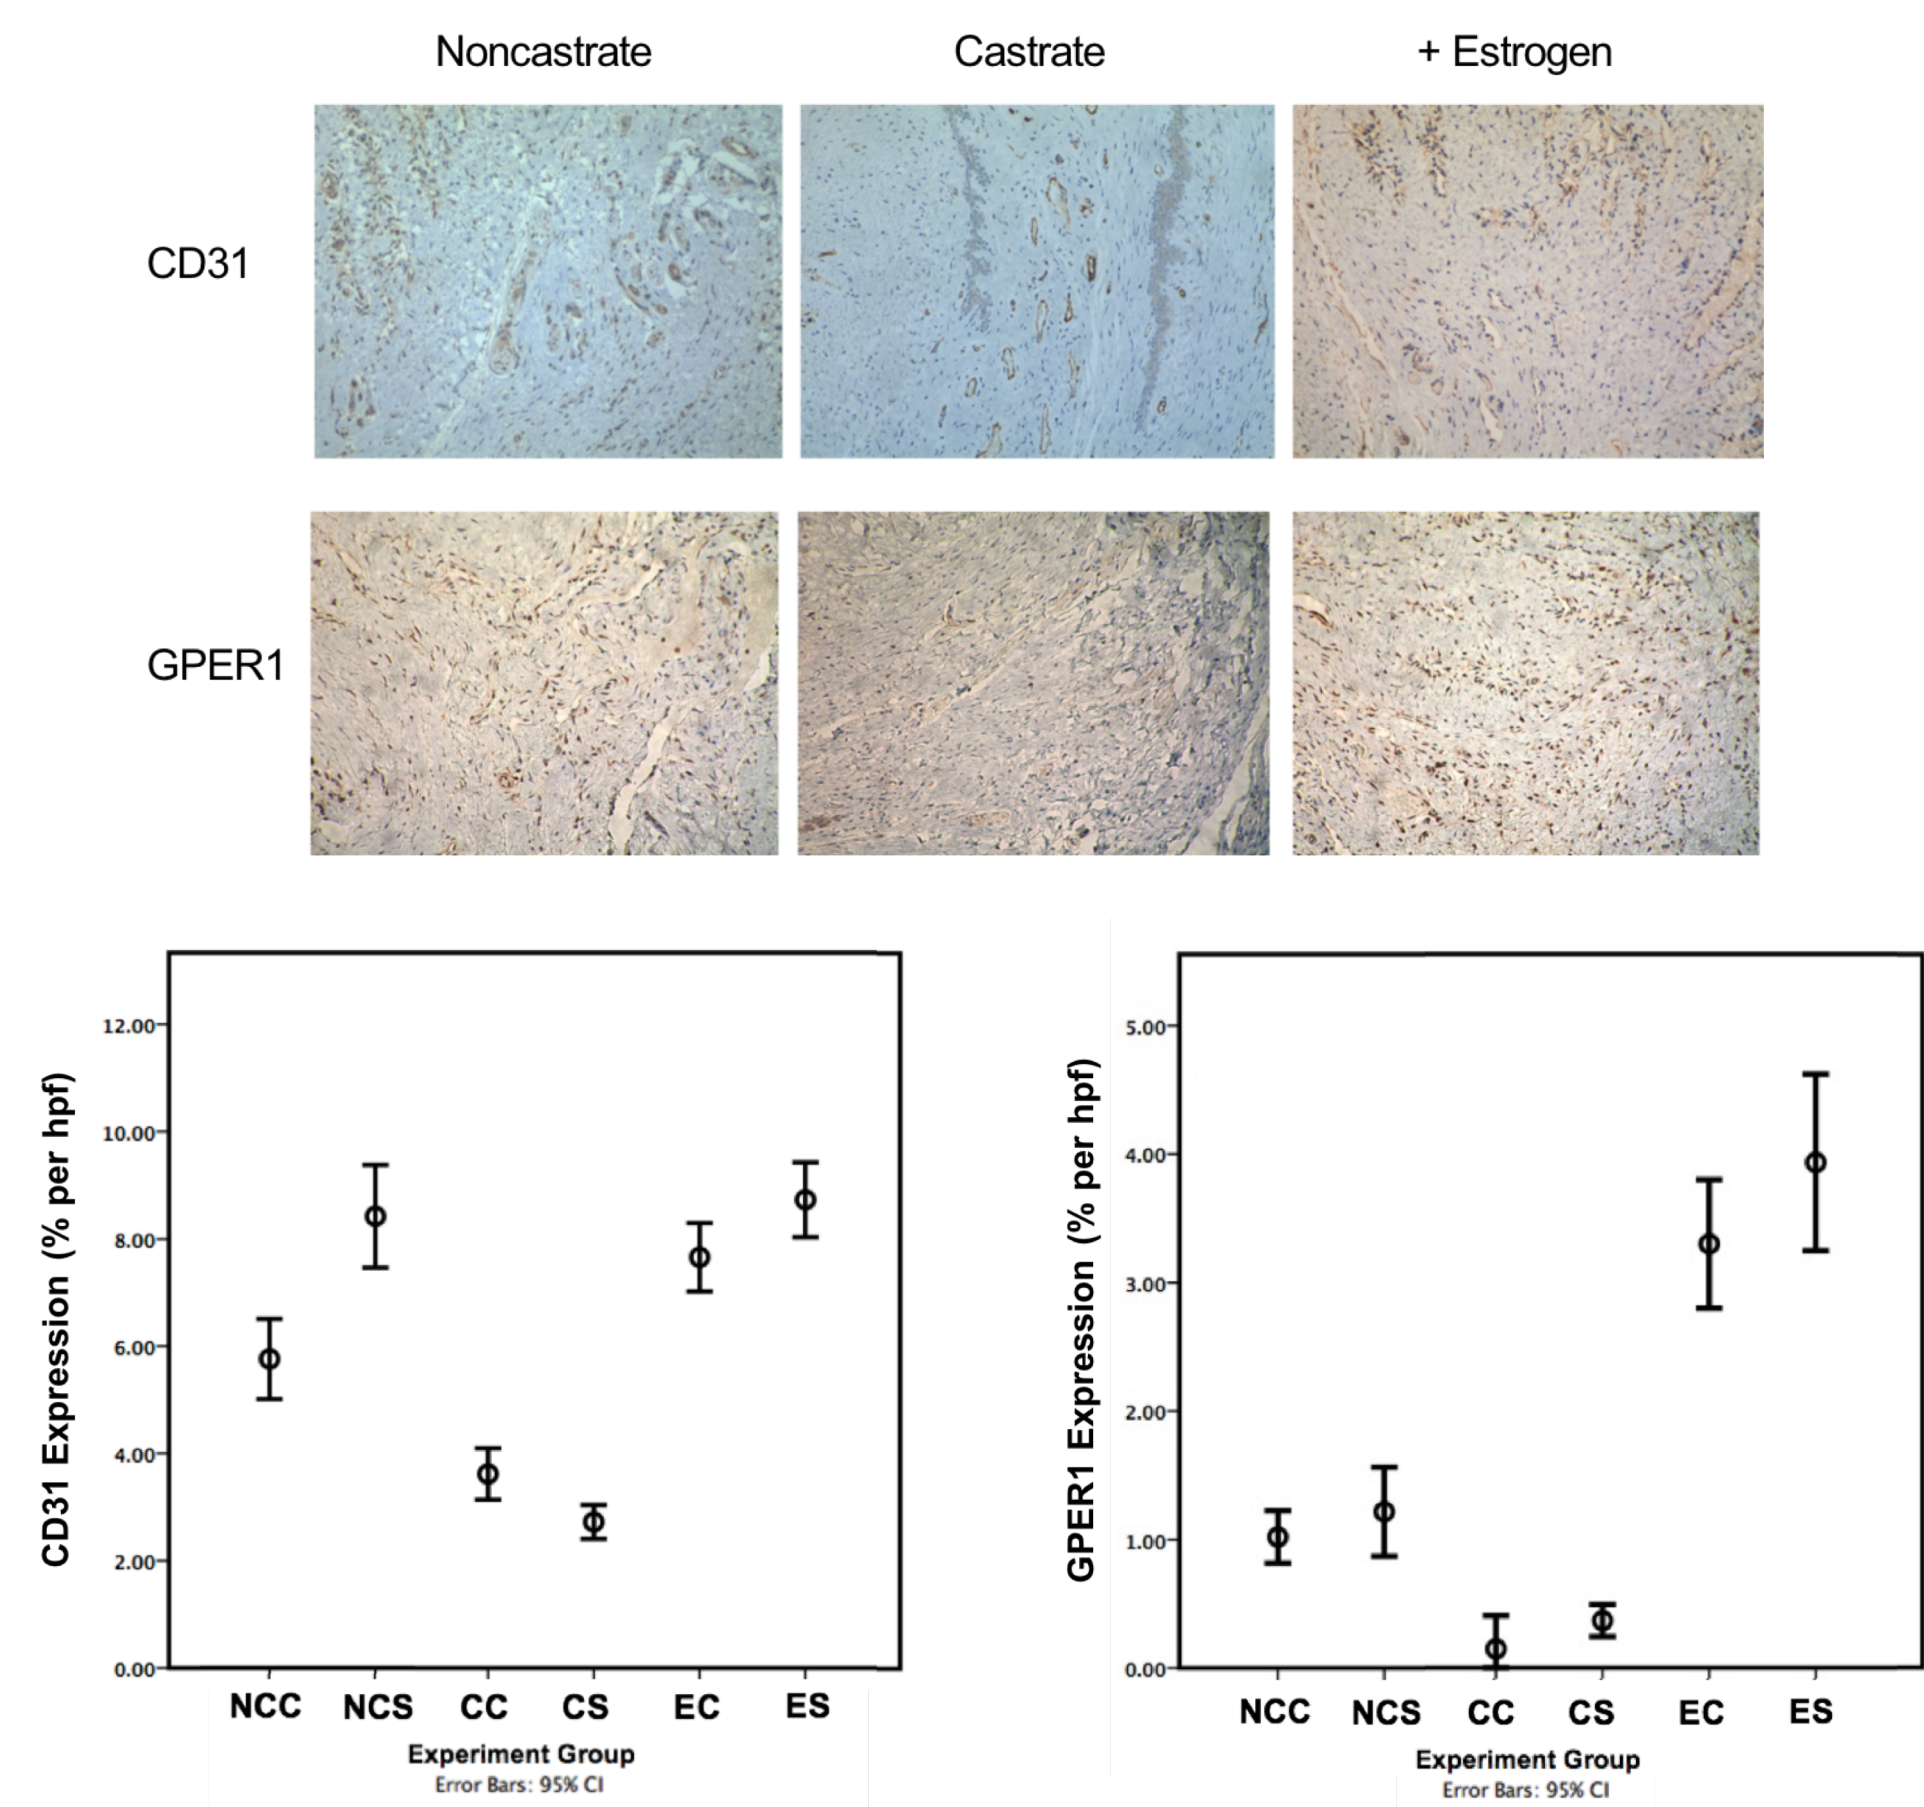 Noncastrate Castrate + Estrogen
CD31
GPER1
CD31 Expression (% per hpf)
12.00
10.00
8.00
6.00
4.00
2.00
0.00
NCC NCS CC CS EC ES
Experiment Group
Error Bars: 95% CI
GPER1 Expression (% per hpf)
5.00
4.00
3.00
2.00
1.00
0.00
NCC NCS CC CS EC ES
Experiment Group
Error Bars: 95% CI